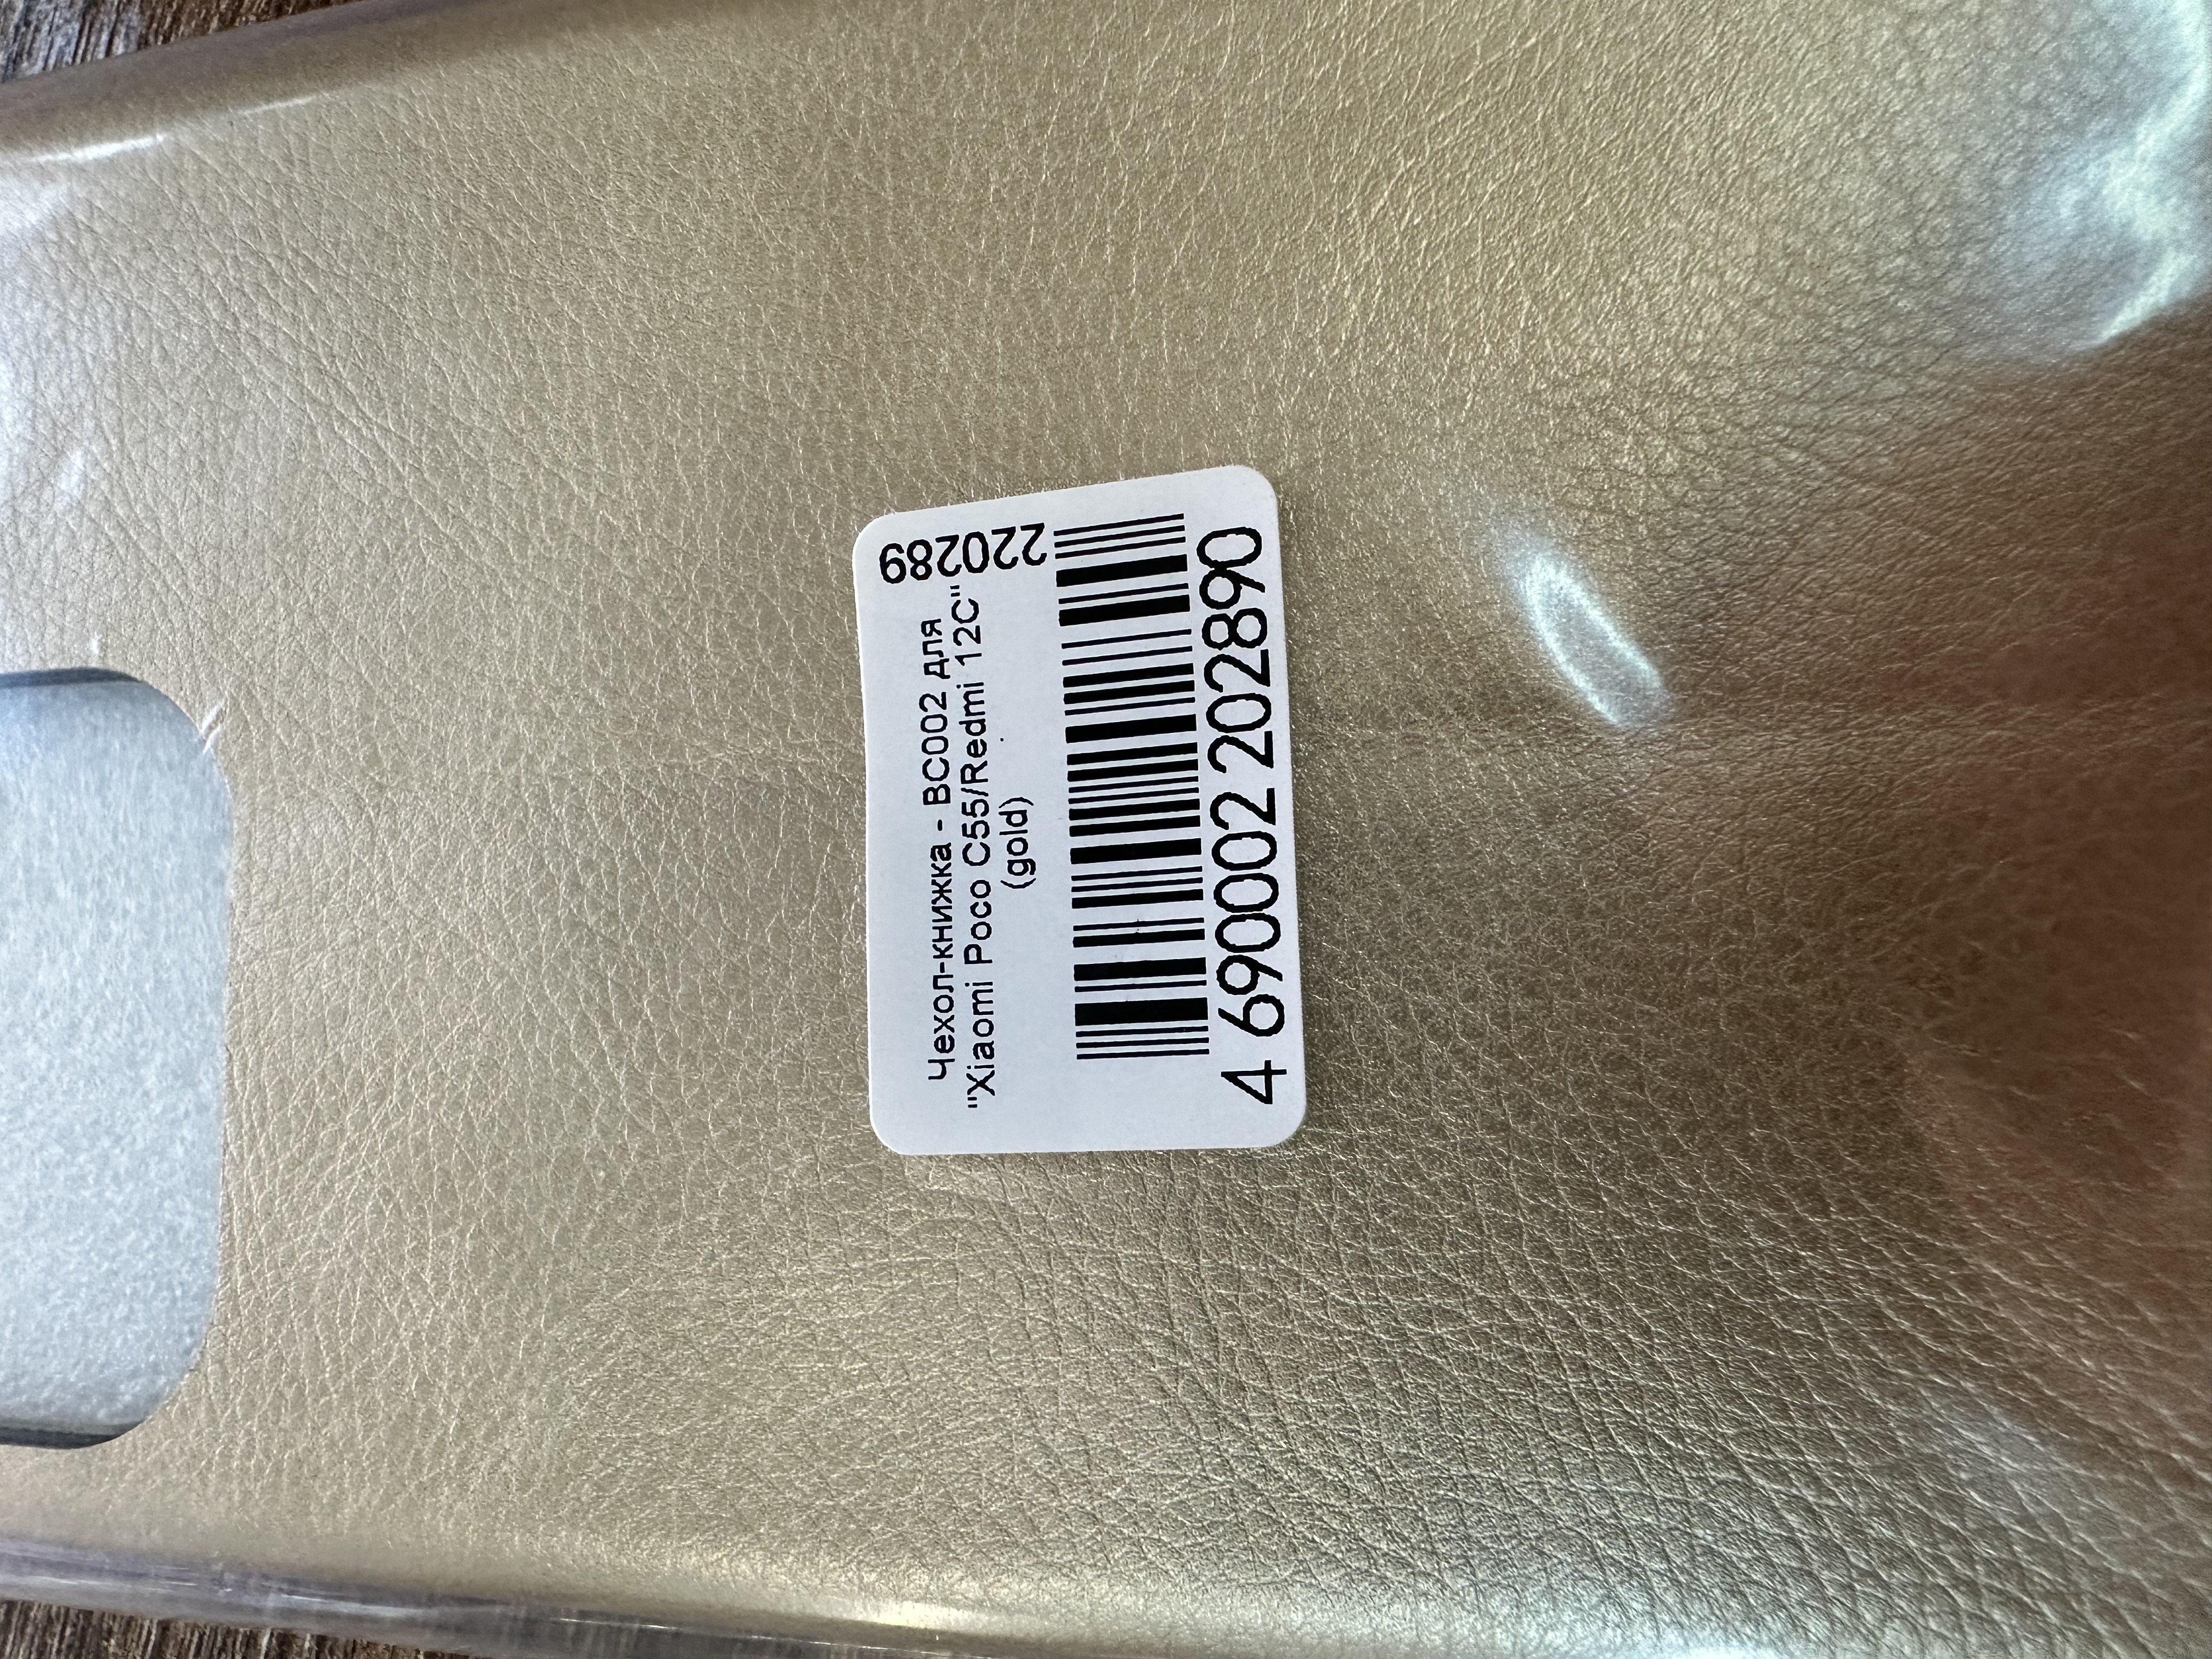 Чехол-книжка - BC002 для
"Xiaomi Poco C55/Redmi 12C"
(gold)
220289
4 690002 202890